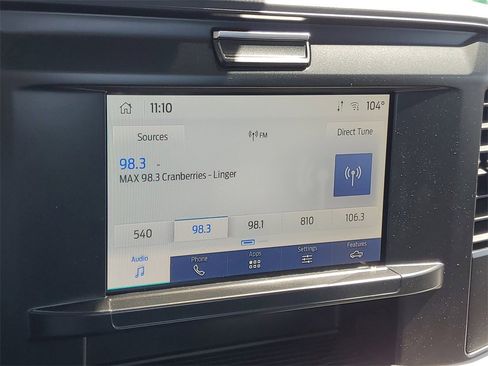 11:10 104°
Sources FM Direct Tune
98.3 -
MAX 98.3 Cranberries - Linger
540 98.3 98.1 810 106.3
Audio Phone Apps Settings Features